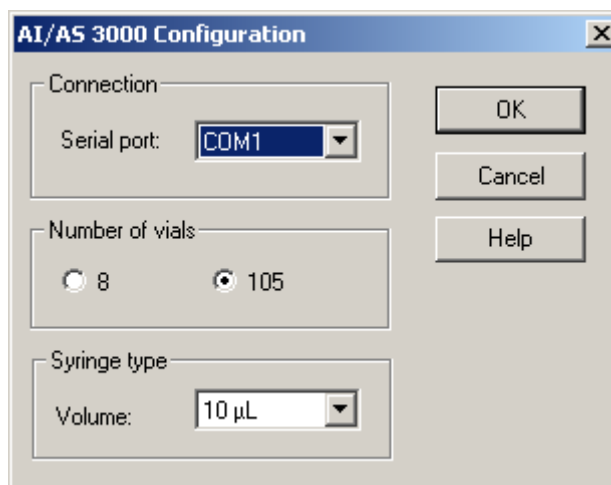 AI/AS 3000 Configuration
Connection
Serial port: COM1
OK
Cancel
Help
Number of vials
8 105
Syringe type
Volume: 10 µL